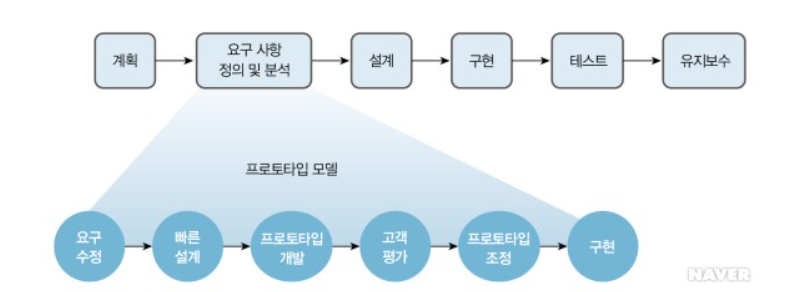 계획
요구 사항
정의 및 분석
설계
구현
테스트
유지보수
프로토타입 모델
요구
수정
빠른
설계
프로토타입
개발
고객
평가
프로토타입
조정
구현
NAVER